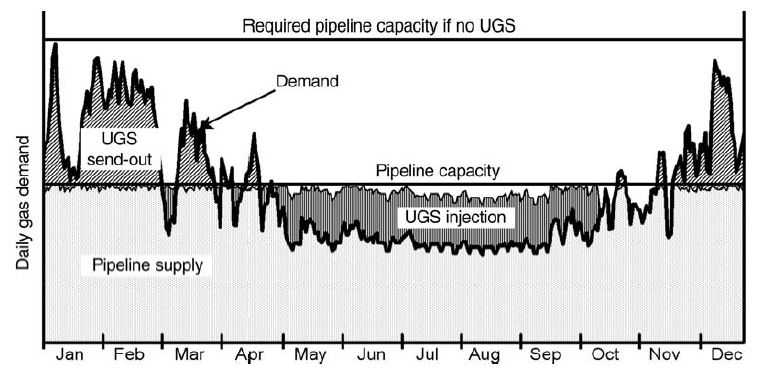 Required pipeline capacity if no UGS
Demand
UGS
send-out
Pipeline capacity
UGS injection
Daily gas demand
Pipeline supply
Jan Feb Mar Apr May Jun Jul Aug Sep Oct Nov Dec